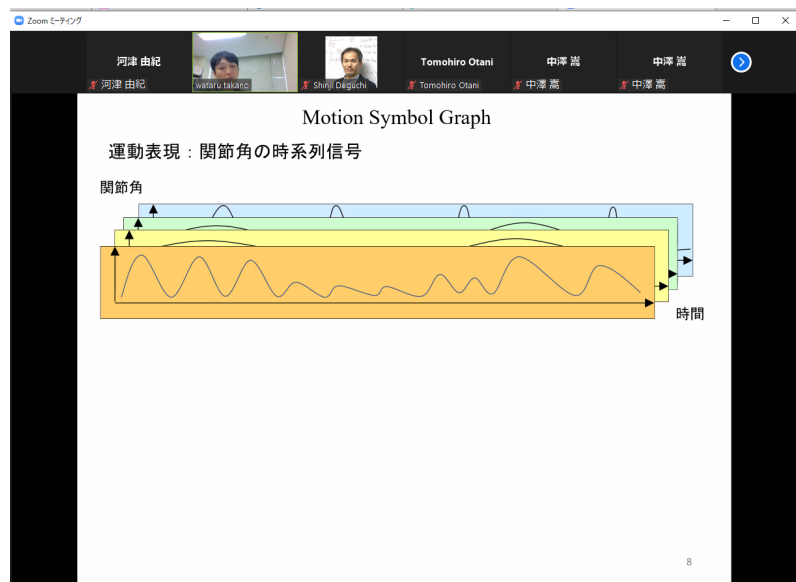 Zoom ミーティング
河津 由紀
Tomohiro Otani
中澤 嵩
中澤 嵩
河津 由紀
wataru takano
Shinji Deguchi
Tomohiro Otani
中澤 嵩
中澤 嵩
Motion Symbol Graph
運動表現：関節角の時系列信号
関節角
時間
8